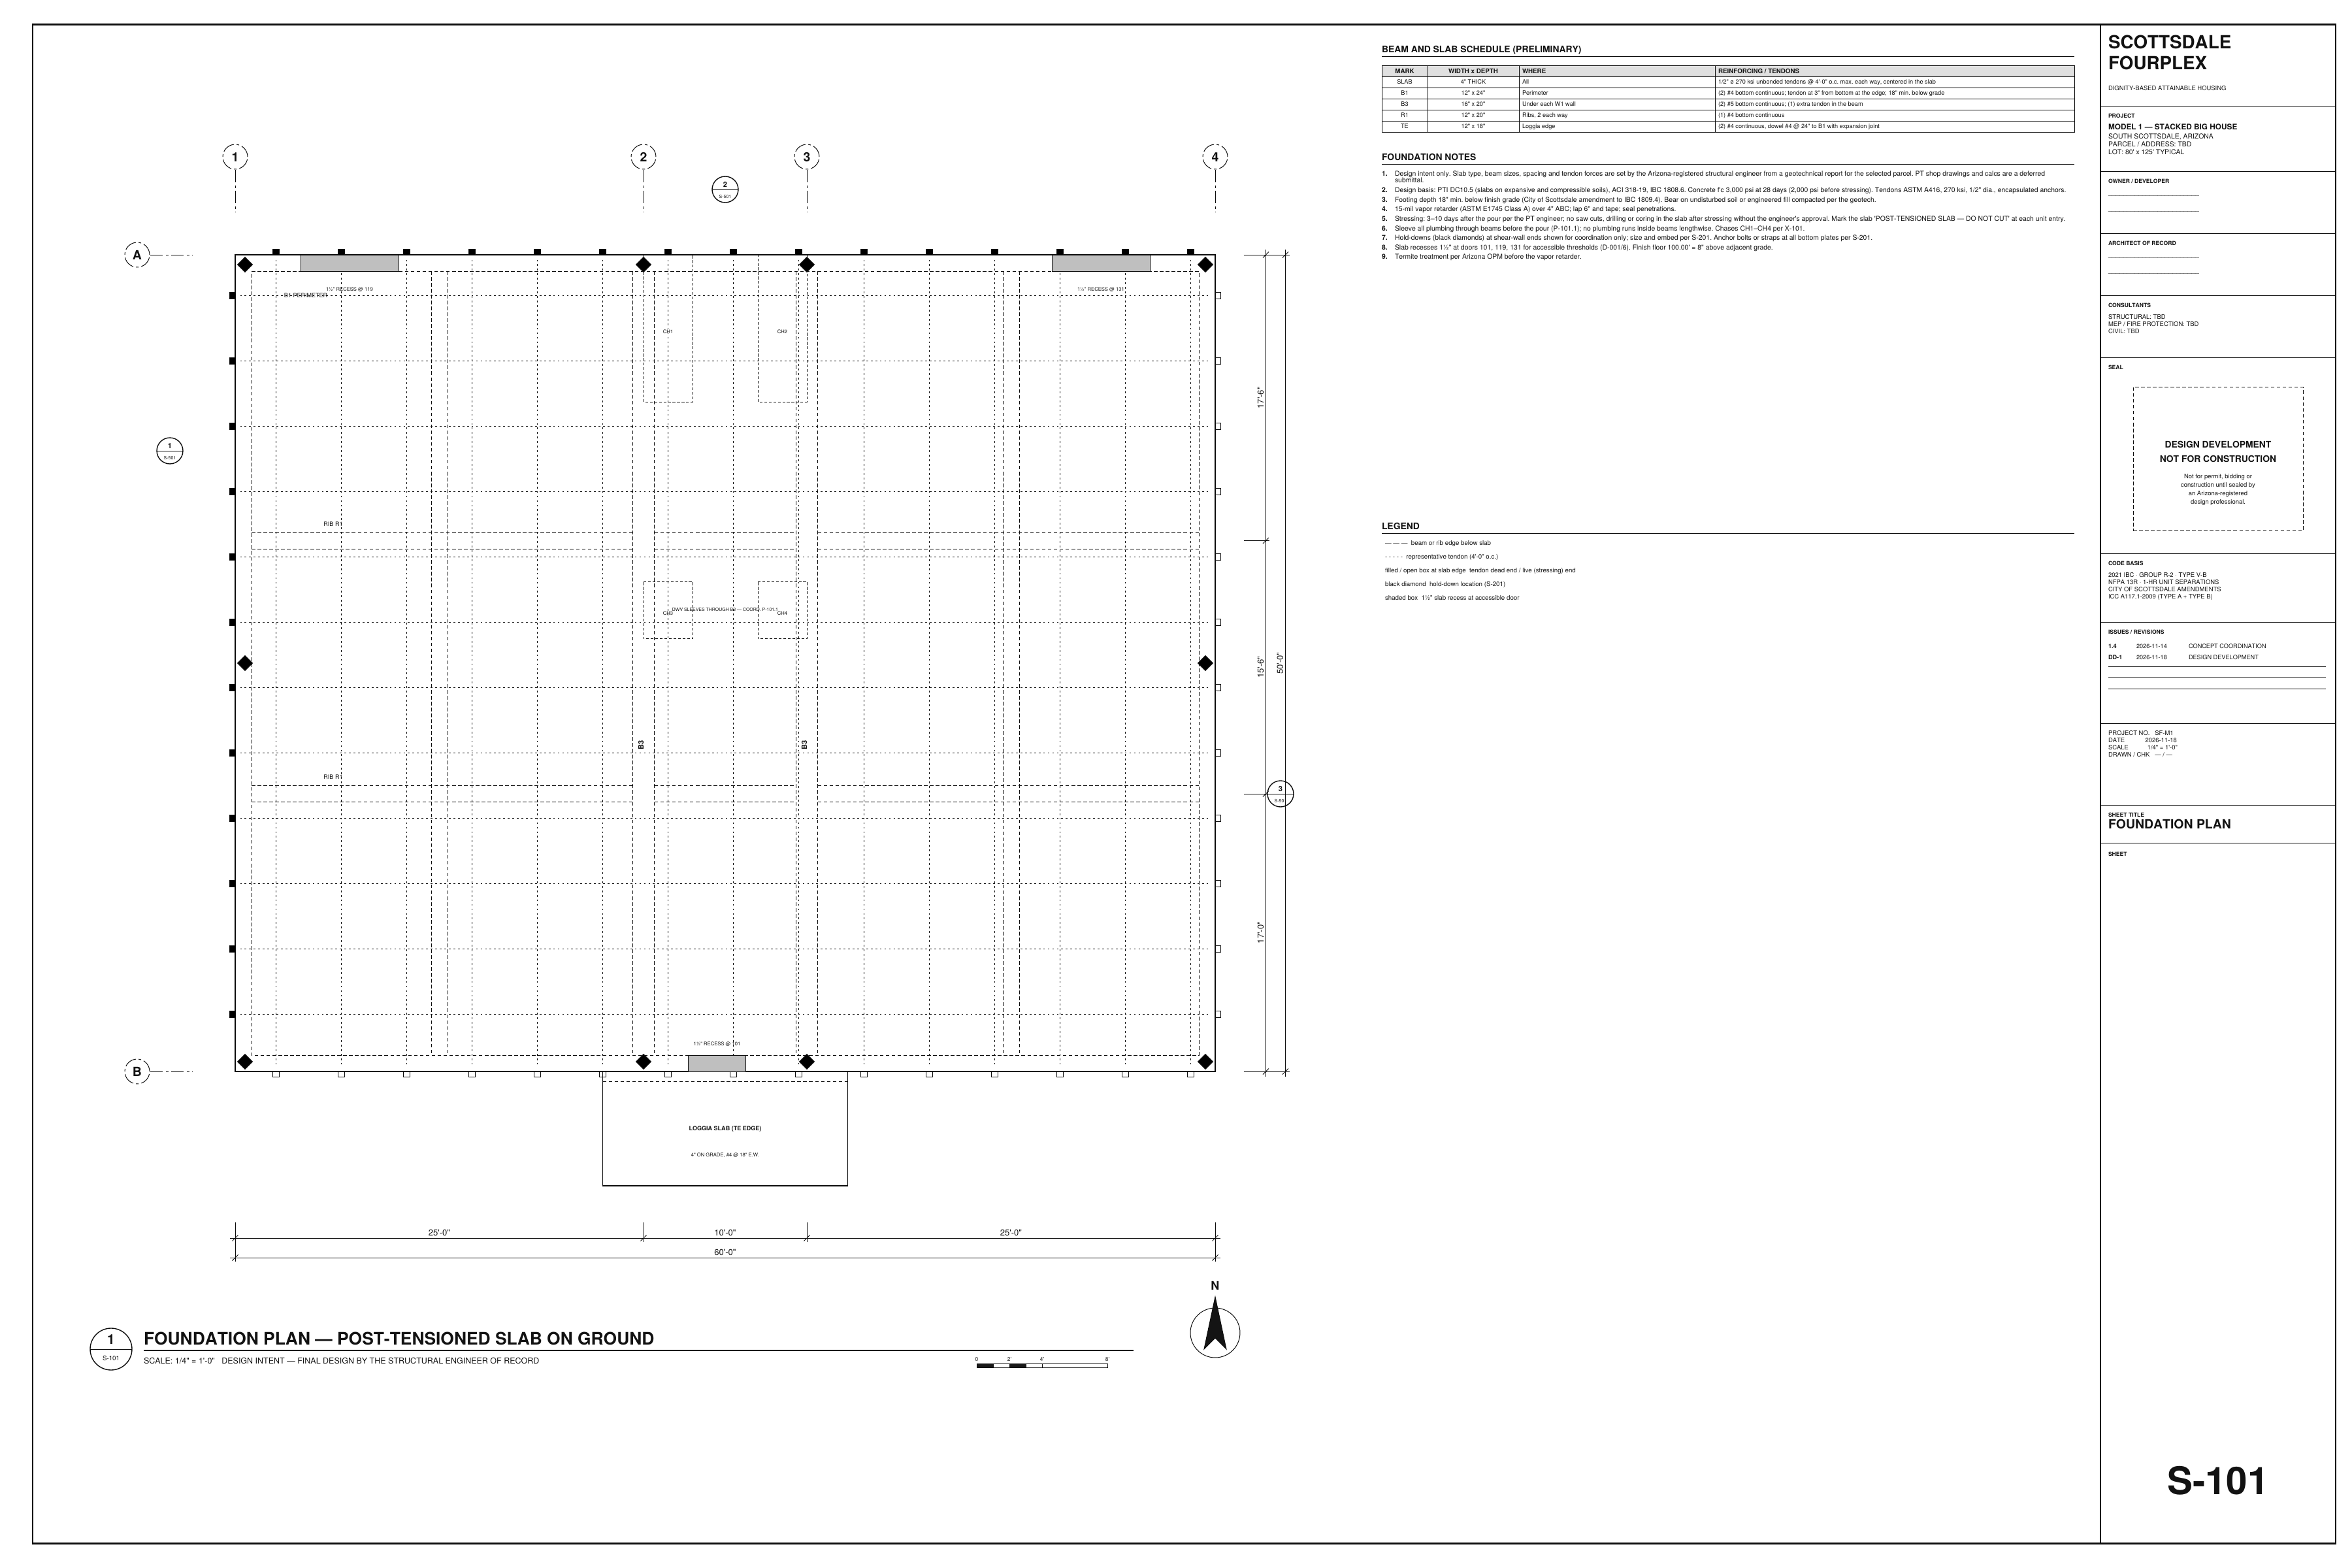 1
2
3
4
2
S-501
A
B1 PERIMETER
1½" RECESS @ 119
1½" RECESS @ 131
CH1
CH2
17'-6"
1
S-501
RIB R1
CH3
DWV SLEEVES THROUGH B3 — COORD. P-101.1
CH4
15'-6"
50'-0"
B3
B3
RIB R1
3
17'-0"
1½" RECESS @ 101
B
LOGGIA SLAB (TE EDGE)
4" ON GRADE, #4 @ 18" E.W.
25'-0"
10'-0"
25'-0"
60'-0"
N
1
S-101
FOUNDATION PLAN — POST-TENSIONED SLAB ON GROUND
SCALE: 1/4" = 1'-0" DESIGN INTENT — FINAL DESIGN BY THE STRUCTURAL ENGINEER OF RECORD
0 2' 4' 8'
BEAM AND SLAB SCHEDULE (PRELIMINARY)
MARK WIDTH x DEPTH WHERE REINFORCING / TENDONS
SLAB 4" THICK All 1/2" ø 270 ksi unbonded tendons @ 4'-0" o.c. max. each way, centered in the slab
B1 12" x 24" Perimeter (2) #4 bottom continuous; tendon at 3" from bottom at the edge; 18" min. below grade
B3 16" x 20" Under each W1 wall (2) #5 bottom continuous; (1) extra tendon in the beam
R1 12" x 20" Ribs, 2 each way (1) #4 bottom continuous
TE 12" x 18" Loggia edge (2) #4 continuous, dowel #4 @ 24" to B1 with expansion joint
FOUNDATION NOTES
1. Design intent only. Slab type, beam sizes, spacing and tendon forces are set by the Arizona-registered structural engineer from a geotechnical report for the selected parcel. PT shop drawings and calcs are a deferred
submittal.
2. Design basis: PTI DC10.5 (slabs on expansive and compressible soils), ACI 318-19, IBC 1808.6. Concrete f'c 3,000 psi at 28 days (2,000 psi before stressing). Tendons ASTM A416, 270 ksi, 1/2" dia., encapsulated anchors.
3. Footing depth 18" min. below finish grade (City of Scottsdale amendment to IBC 1809.4). Bear on undisturbed soil or engineered fill compacted per the geotech.
4. 15-mil vapor retarder (ASTM E1745 Class A) over 4" ABC; lap 6" and tape; seal penetrations.
5. Stressing: 3–10 days after the pour per the PT engineer; no saw cuts, drilling or coring in the slab after stressing without the engineer's approval. Mark the slab 'POST-TENSIONED SLAB — DO NOT CUT' at each unit entry.
6. Sleeve all plumbing through beams before the pour (P-101.1); no plumbing runs inside beams lengthwise. Chases CH1–CH4 per X-101.
7. Hold-downs (black diamonds) at shear-wall ends shown for coordination only; size and embed per S-201. Anchor bolts or straps at all bottom plates per S-201.
8. Slab recesses 1½" at doors 101, 119, 131 for accessible thresholds (D-001/6). Finish floor 100.00' = 8" above adjacent grade.
9. Termite treatment per Arizona OPM before the vapor retarder.
LEGEND
— — — beam or rib edge below slab
- - - - - representative tendon (4'-0" o.c.)
filled / open box at slab edge tendon dead end / live (stressing) end
black diamond hold-down location (S-201)
shaded box 1½" slab recess at accessible door
SCOTTSDALE
FOURPLEX
DIGNITY-BASED ATTAINABLE HOUSING
PROJECT
MODEL 1 — STACKED BIG HOUSE
SOUTH SCOTTSDALE, ARIZONA
PARCEL / ADDRESS: TBD
LOT: 80' x 125' TYPICAL
OWNER / DEVELOPER
ARCHITECT OF RECORD
CONSULTANTS
STRUCTURAL: TBD
MEP / FIRE PROTECTION: TBD
CIVIL: TBD
SEAL
DESIGN DEVELOPMENT
NOT FOR CONSTRUCTION
Not for permit, bidding or
construction until sealed by
an Arizona-registered
design professional.
CODE BASIS
2021 IBC · GROUP R-2 · TYPE V-B
NFPA 13R · 1-HR UNIT SEPARATIONS
CITY OF SCOTTSDALE AMENDMENTS
ICC A117.1-2009 (TYPE A + TYPE B)
ISSUES / REVISIONS
1.4 2026-11-14 CONCEPT COORDINATION
DD-1 2026-11-18 DESIGN DEVELOPMENT
PROJECT NO. SF-M1
DATE 2026-11-18
SCALE 1/4" = 1'-0"
DRAWN / CHK — / —
SHEET TITLE
FOUNDATION PLAN
SHEET
S-101